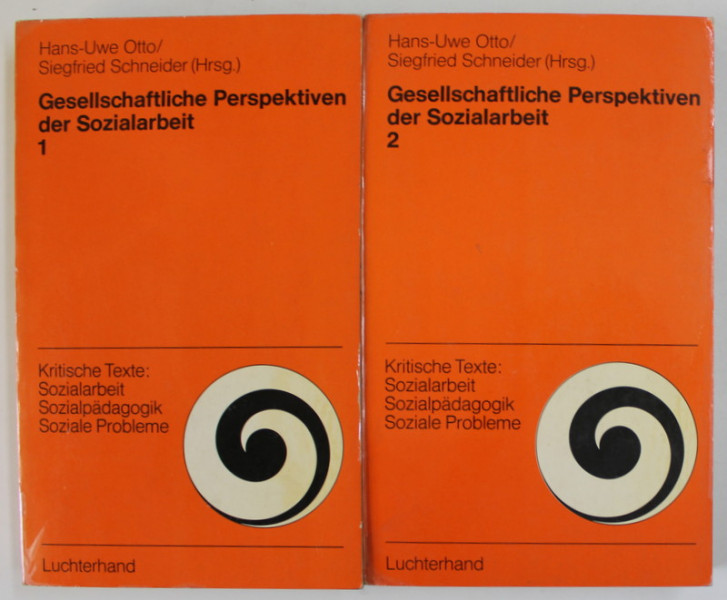 Hans-Uwe Otto/
Siegfried Schneider (Hrsg.)
Gesellschaftliche Perspektiven
der Sozialarbeit
1
Kritische Texte:
Sozialarbeit
Sozialpädagogik
Soziale Probleme
Luchterhand
Hans-Uwe Otto/
Siegfried Schneider (Hrsg.)
Gesellschaftliche Perspektiven
der Sozialarbeit
2
Kritische Texte:
Sozialarbeit
Sozialpädagogik
Soziale Probleme
Luchterhand